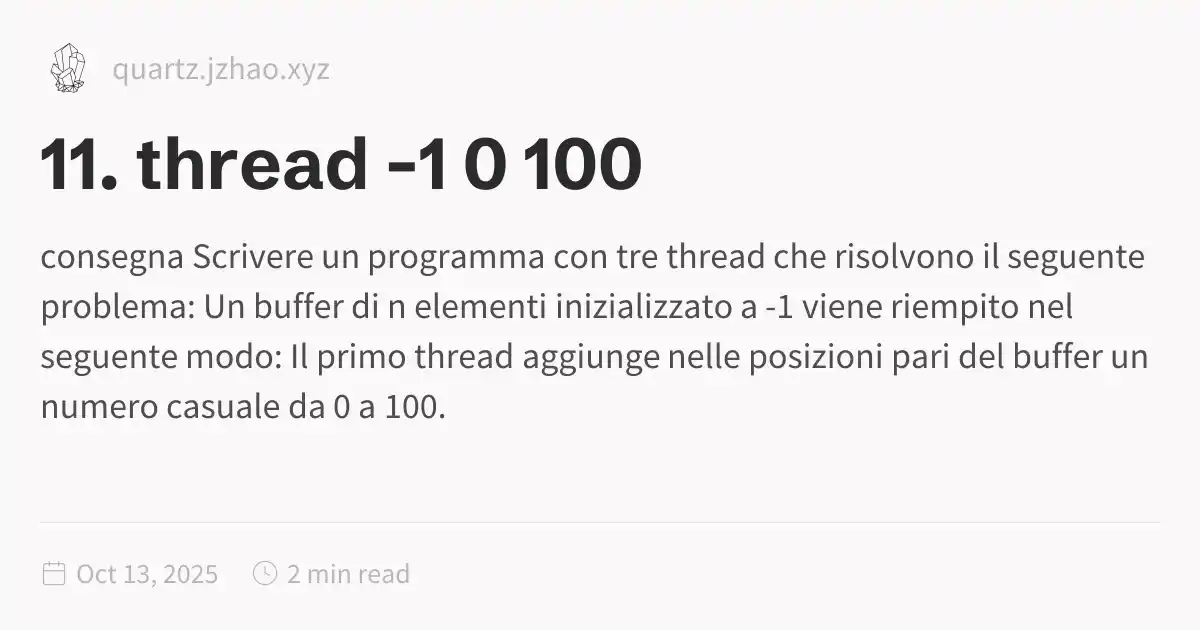 quartz.jzhao.xyz
11. thread -1 0 100
consegna Scrivere un programma con tre thread che risolvono il seguente
problema: Un buffer di n elementi inizializzato a -1 viene riempito nel
seguente modo: Il primo thread aggiunge nelle posizioni pari del buffer un
numero casuale da 0 a 100.
Oct 13, 2025 2 min read